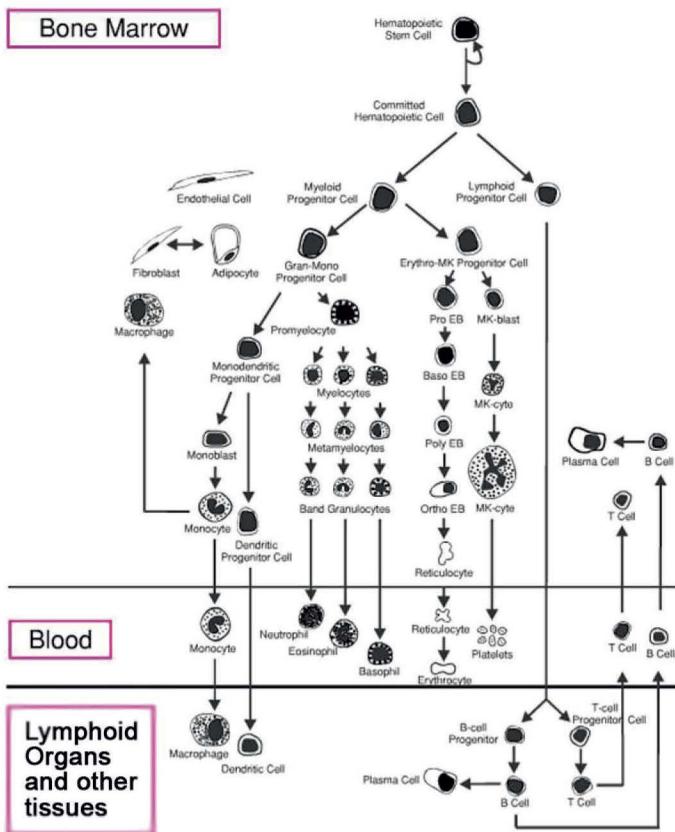 Bone Marrow
Hematopoietic
Stem Cell
Committed
Hematopoietic Cell
Myeloid
Progenitor Cell
Lymphoid
Progenitor Cell
Endothelial Cell
Fibroblast
Adipocyte
Gran-Mono
Progenitor Cell
Erythro-MK Progenitor Cell
Macrophage
Promyelocyte
Pro EB
MK-blast
Monodendritic
Progenitor Cell
Baso EB
Myelocytes
MK-cyte
Monoblast
Metamyelocytes
Poly EB
Plasma Cell
B Cell
Monocyte
Dendritic
Progenitor Cell
Band Granulocytes
Ortho EB
MK-cyte
T Cell
Reticulocyte
Blood
Monocyte
Neutrophil
Eosinophil
Basophil
Reticulocyte
Erythrocyte
Platelets
T Cell
B Cell
Lymphoid
Organs
and other
tissues
Macrophage
Dendritic Cell
B-cell
Progenitor
T-cell
Progenitor Cell
Plasma Cell
B Cell
T Cell